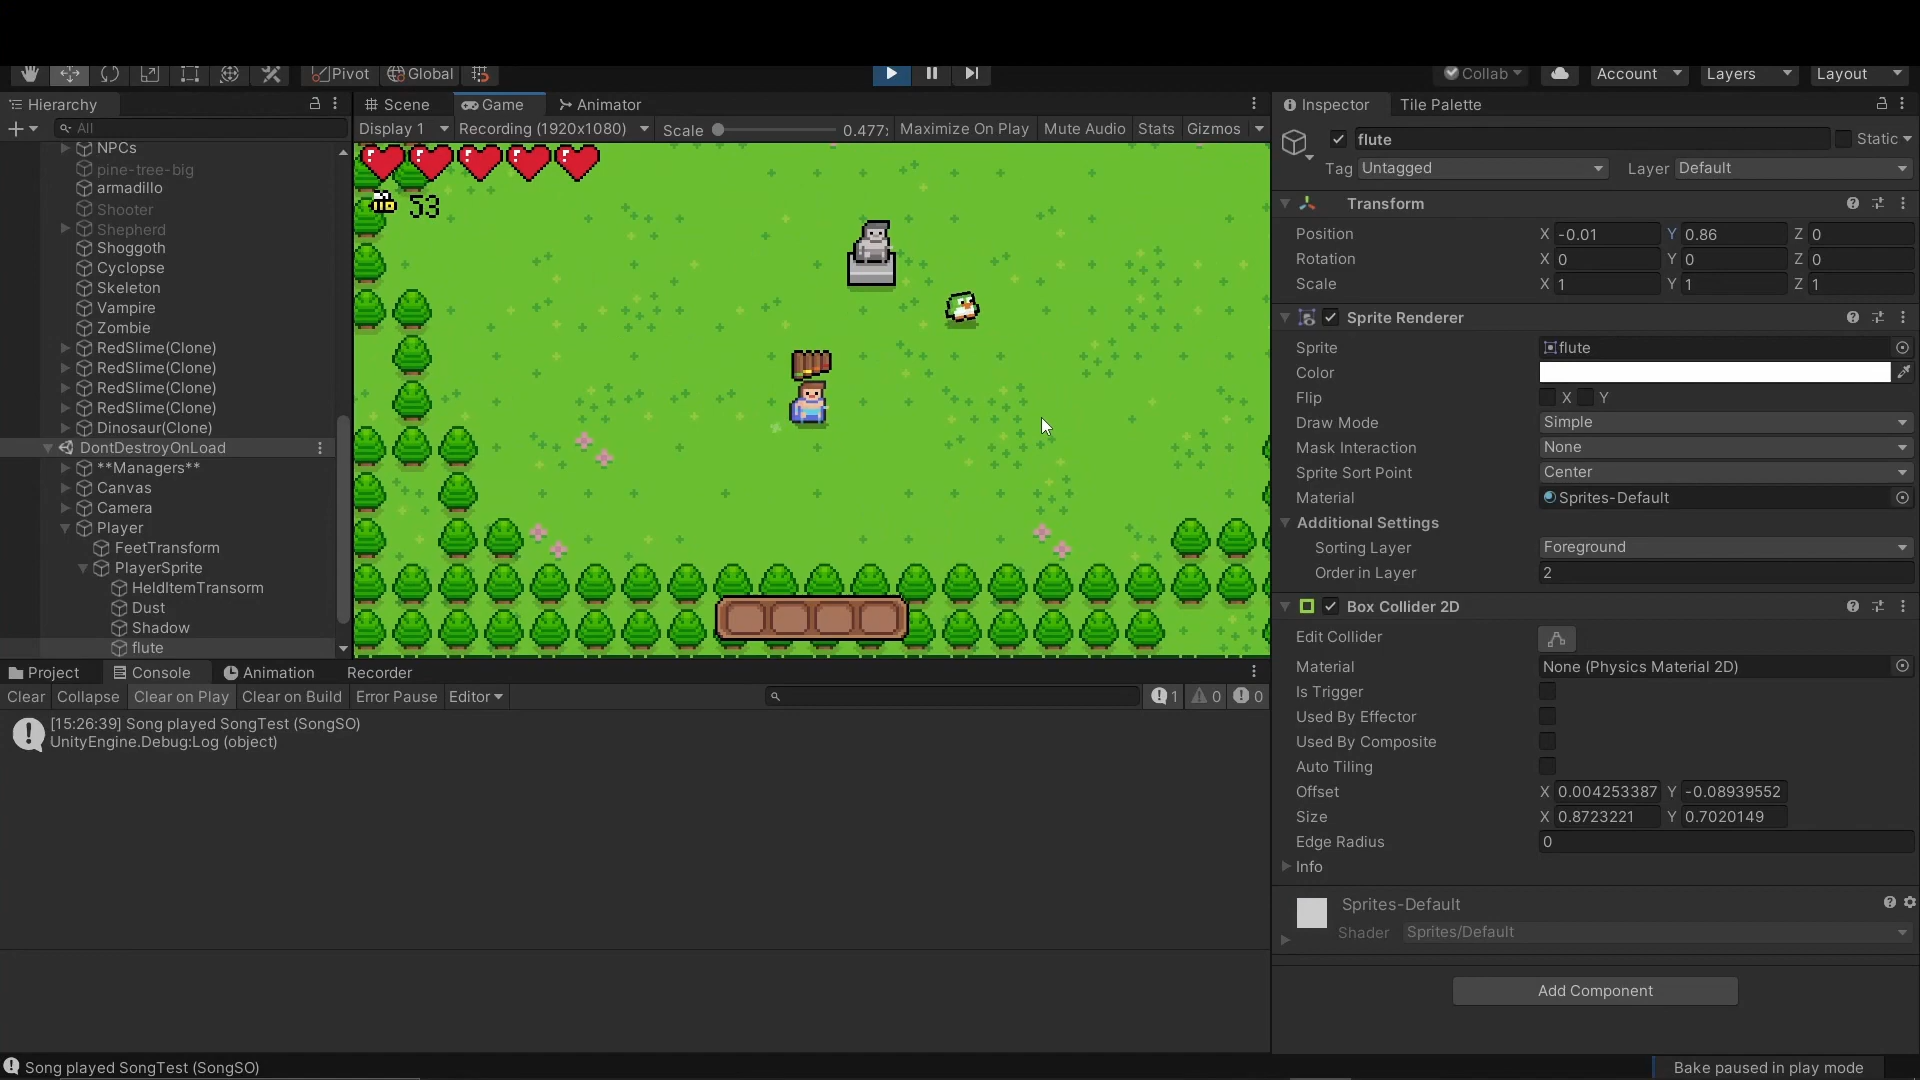 Pivot
Global
Collab
Account
Layers
Layout
Hierarchy
All
NPCs
pine-tree-big
armadillo
Shooter
Shepherd
Shoggoth
Cyclopse
Skeleton
Vampire
Zombie
RedSlime(Clone)
RedSlime(Clone)
RedSlime(Clone)
RedSlime(Clone)
Dinosaur(Clone)
DontDestroyOnLoad
**Managers**
Canvas
Camera
Player
FeetTransform
PlayerSprite
HeldItemTransorm
Dust
Shadow
flute
Scene
Game
Animator
Display 1
Recording (1920x1080)
Scale
0.477:
Maximize On Play
Mute Audio
Stats
Gizmos
53
Inspector
Tile Palette
flute
Static
Tag Untagged
Layer Default
Transform
Position X -0.01 Y 0.86 Z 0
Rotation X 0 Y 0 Z 0
Scale X 1 Y 1 Z 1
Sprite Renderer
Sprite flute
Color
Flip X Y
Draw Mode Simple
Mask Interaction None
Sprite Sort Point Center
Material Sprites-Default
Additional Settings
Sorting Layer Foreground
Order in Layer 2
Box Collider 2D
Edit Collider
Material None (Physics Material 2D)
Is Trigger
Used By Effector
Used By Composite
Auto Tiling
Offset X 0.004253387 Y -0.08939552
Size X 0.8723221 Y 0.7020149
Edge Radius 0
Info
Sprites-Default
Shader Sprites/Default
Add Component
Project
Console
Animation
Recorder
Clear
Collapse
Clear on Play
Clear on Build
Error Pause
Editor
1
0
0
[15:26:39] Song played SongTest (SongSO)
UnityEngine.Debug:Log (object)
Song played SongTest (SongSO)
Bake paused in play mode